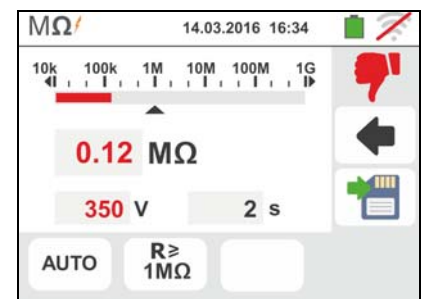 MΩ 14.03.2016 16:34
10k 100k 1M 10M 100M 1G
0.12 MΩ
350 V 2 s
AUTO R≥
1MΩ